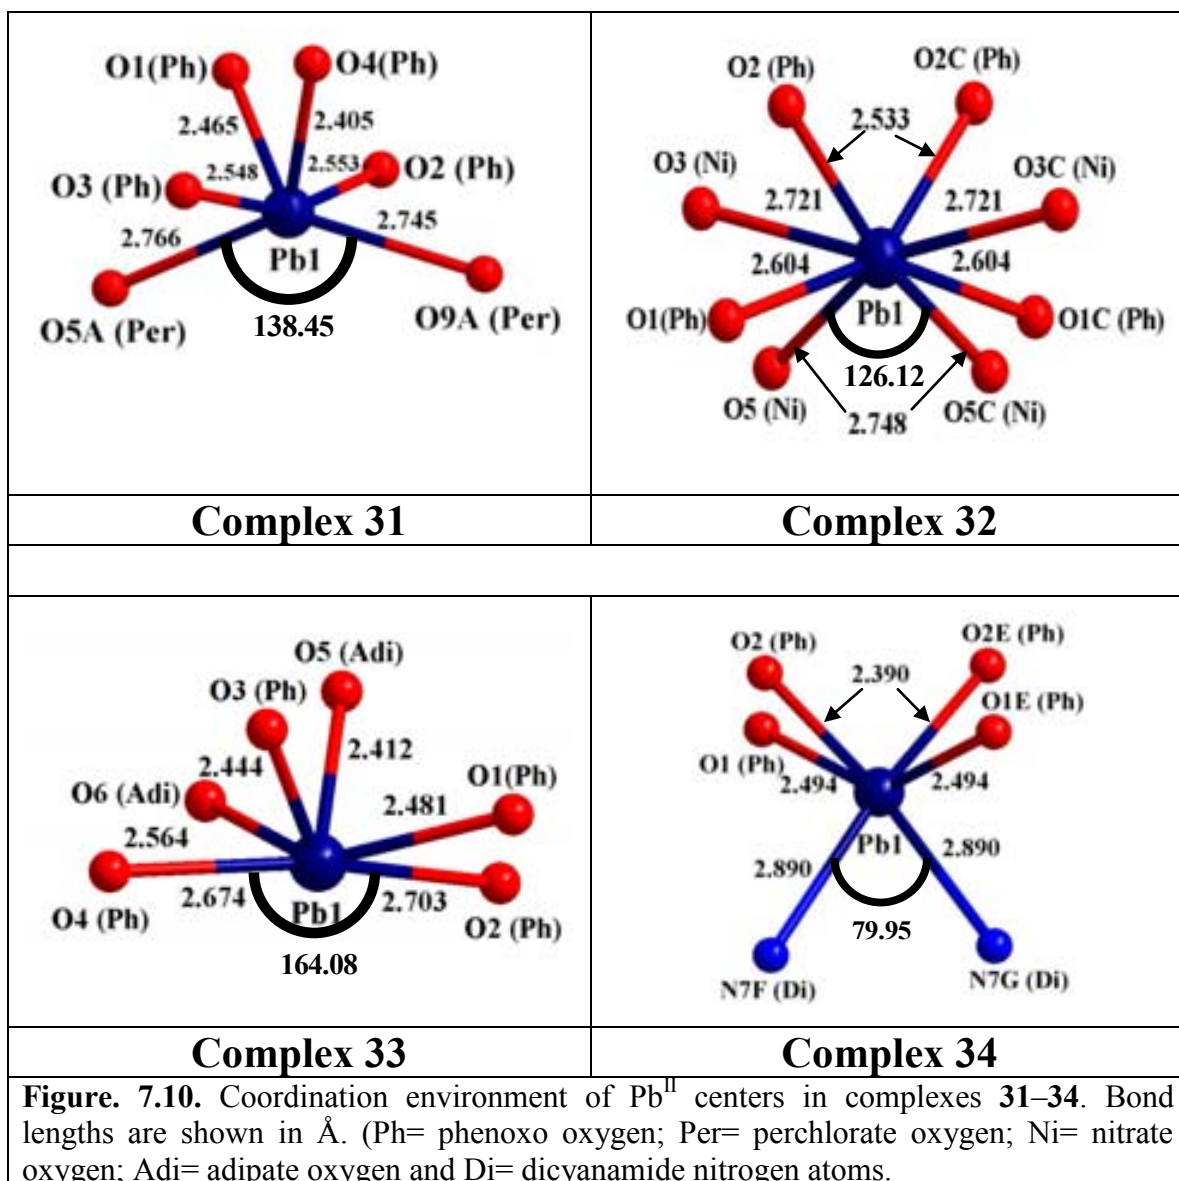 O1(Ph)
O4(Ph)
2.465
2.405
O3 (Ph)
2.548
2.553
O2 (Ph)
2.766
2.745
Pb1
O5A (Per)
O9A (Per)
138.45
O2 (Ph)
O2C (Ph)
2.533
O3 (Ni)
O3C (Ni)
2.721
2.721
2.604
2.604
O1(Ph)
Pb1
O1C (Ph)
126.12
O5 (Ni)
O5C (Ni)
2.748
Complex 31
Complex 32
O5 (Adi)
O3 (Ph)
2.444
2.412
O6 (Adi)
O1(Ph)
2.481
2.564
2.674
2.703
O4 (Ph)
Pb1
O2 (Ph)
164.08
O2 (Ph)
O2E (Ph)
2.390
O1E (Ph)
O1 (Ph)
2.494
2.494
Pb1
2.890
2.890
79.95
N7F (Di)
N7G (Di)
Complex 33
Complex 34
Figure. 7.10. Coordination environment of Pb^II centers in complexes 31–34. Bond
lengths are shown in Å. (Ph= phenoxo oxygen; Per= perchlorate oxygen; Ni= nitrate
oxygen; Adi= adipate oxygen and Di= dicyanamide nitrogen atoms.